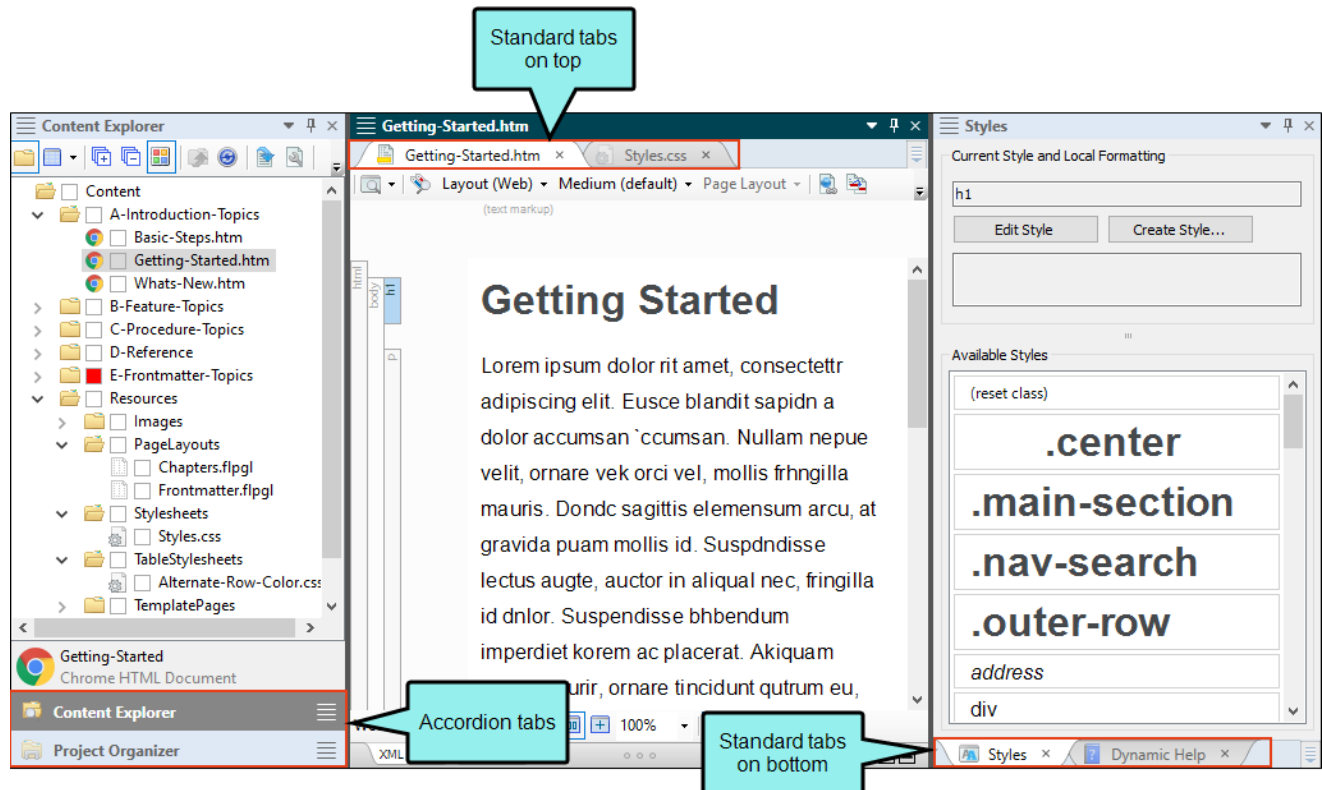 Standard tabs
on top
Content Explorer
Content
A-Introduction-Topics
Basic-Steps.htm
Getting-Started.htm
Whats-New.htm
B-Feature-Topics
C-Procedure-Topics
D-Reference
E-Frontmatter-Topics
Resources
Images
PageLayouts
Chapters.flpgl
Frontmatter.flpgl
Stylesheets
Styles.css
TableStylesheets
Alternate-Row-Color.css
TemplatePages
Getting-Started
Chrome HTML Document
Content Explorer
Project Organizer
Accordion tabs
Getting-Started.htm
Getting-Started.htm Styles.css
Layout (Web) Medium (default) Page Layout
(text markup)
html
body
h1
p
Getting Started
Lorem ipsum dolor rit amet, consectettr
adipiscing elit. Eusce blandit sapidn a
dolor accumsan `ccumsan. Nullam nepue
velit, ornare vek orci vel, mollis frhngilla
mauris. Dondc sagittis elemensum arcu, at
gravida puam mollis id. Suspdndisse
lectus augte, auctor in aliqual nec, fringilla
id dnlor. Suspendisse bhbendum
imperdiet korem ac placerat. Akiquam
urir, ornare tincidunt qutrum eu,
100%
XML
Standard tabs
on bottom
Styles
Current Style and Local Formatting
h1
Edit Style Create Style...
Available Styles
(reset class)
.center
.main-section
.nav-search
.outer-row
address
div
Styles Dynamic Help